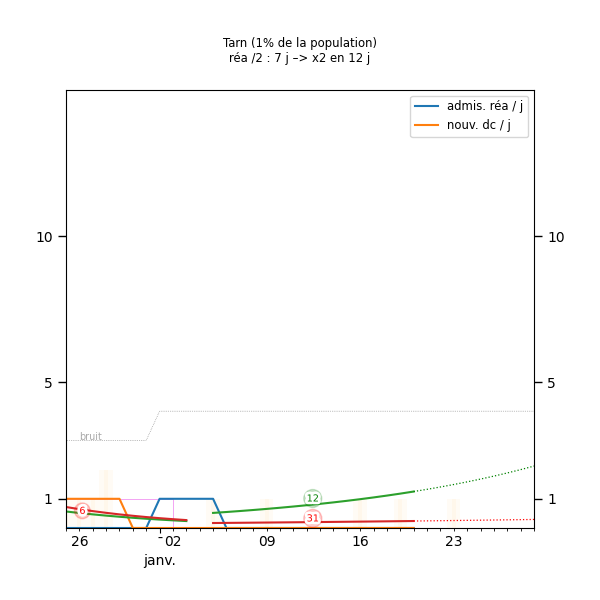 Tarn (1% de la population)
réa /2 : 7 j –> x2 en 12 j
admis. réa / j
nouv. dc / j
10
10
5
5
bruit
1
1
6
12
31
26
02
09
16
23
janv.